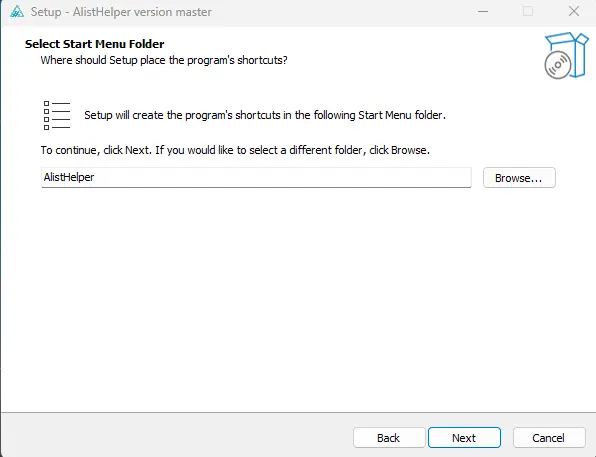 Setup - AlistHelper version master
Select Start Menu Folder
Where should Setup place the program's shortcuts?
Setup will create the program's shortcuts in the following Start Menu folder.
To continue, click Next. If you would like to select a different folder, click Browse.
AlistHelper
Browse...
Back
Next
Cancel